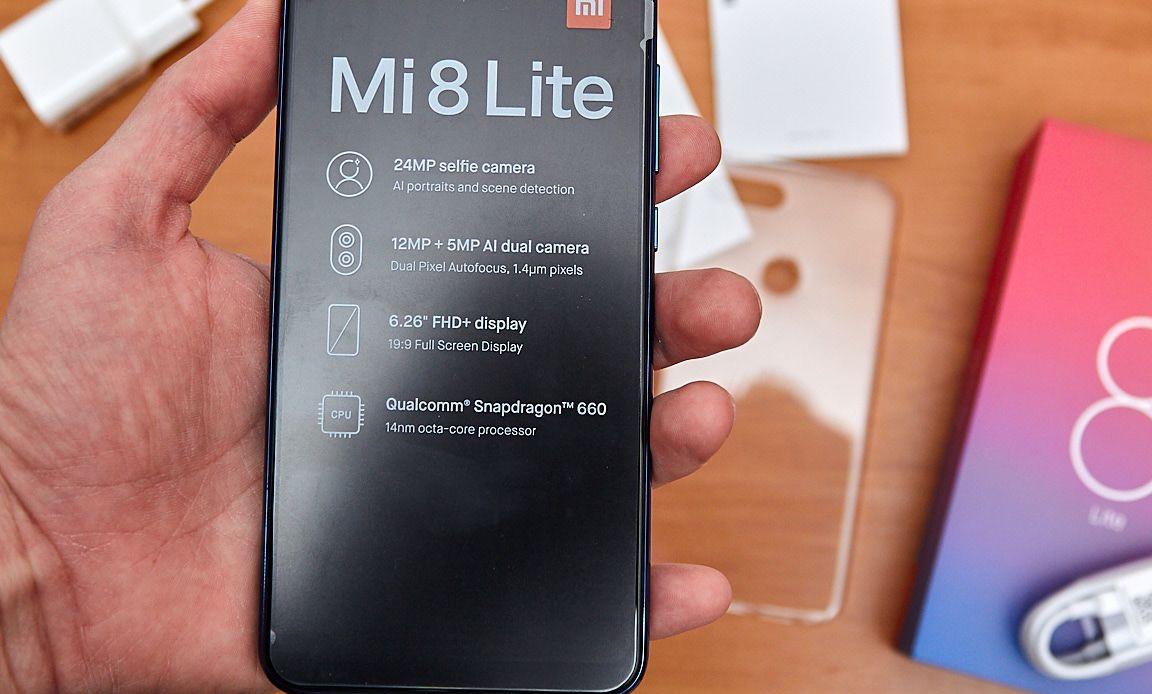 mi
Mi 8 Lite
24MP selfie camera
AI portraits and scene detection
12MP + 5MP AI dual camera
Dual Pixel Autofocus, 1.4μm pixels
6.26" FHD+ display
19:9 Full Screen Display
CPU
Qualcomm® Snapdragon™ 660
14nm octa-core processor
8
Lite